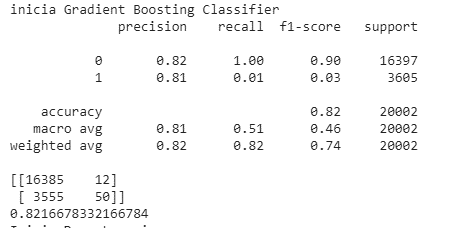 inicia Gradient Boosting Classifier
precision recall f1-score support
0 0.82 1.00 0.90 16397
1 0.81 0.01 0.03 3605
accuracy 0.82 20002
macro avg 0.81 0.51 0.46 20002
weighted avg 0.82 0.82 0.74 20002
[[16385 12]
[ 3555 50]]
0.8216678332166784